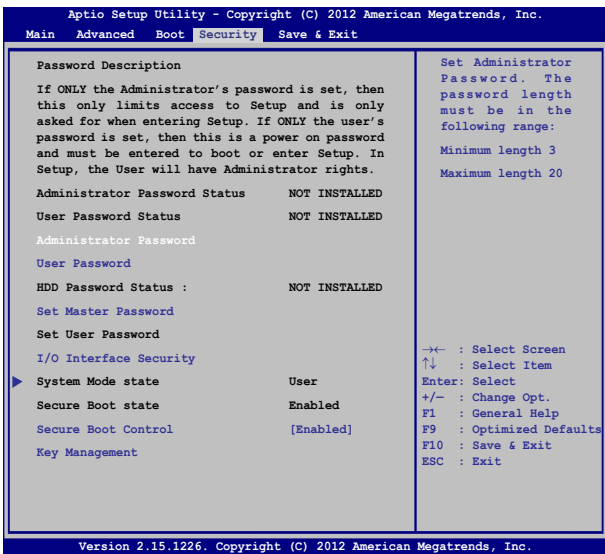 Aptio Setup Utility - Copyright (C) 2012 American Megatrends, Inc.
Main Advanced Boot Security Save & Exit
Password Description
If ONLY the Administrator's password is set, then
this only limits access to Setup and is only
asked for when entering Setup. If ONLY the user's
password is set, then this is a power on password
and must be entered to boot or enter Setup. In
Setup, the User will have Administrator rights.
Administrator Password Status NOT INSTALLED
User Password Status NOT INSTALLED
Administrator Password
User Password
HDD Password Status : NOT INSTALLED
Set Master Password
Set User Password
I/O Interface Security
System Mode state User
Secure Boot state Enabled
Secure Boot Control [Enabled]
Key Management
Set Administrator
Password. The
password length
must be in the
following range:
Minimum length 3
Maximum length 20
→← : Select Screen
↑↓ : Select Item
Enter: Select
+/— : Change Opt.
F1 : General Help
F9 : Optimized Defaults
F10 : Save & Exit
ESC : Exit
Version 2.15.1226. Copyright (C) 2012 American Megatrends, Inc.